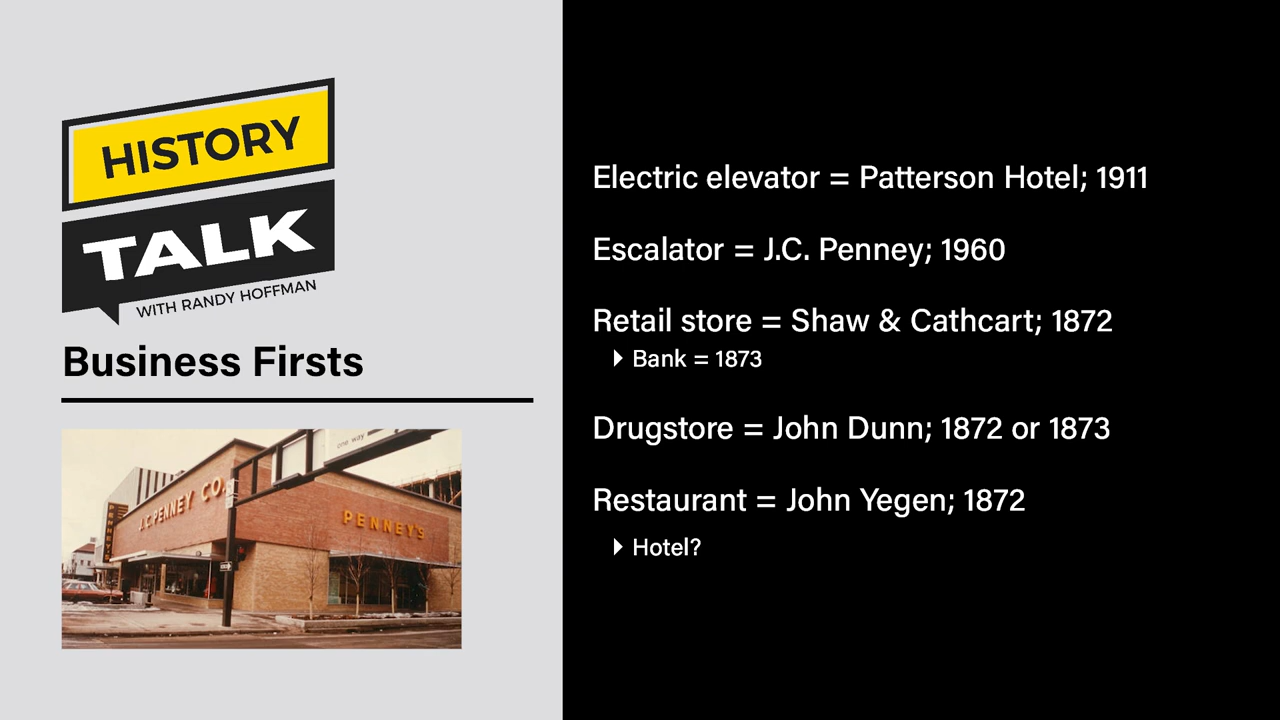 HISTORY
TALK
WITH RANDY HOFFMAN
Business Firsts
one way
PENNEY'S
J.C. PENNEY CO.
PENNEY'S
Electric elevator = Patterson Hotel; 1911
Escalator = J.C. Penney; 1960
Retail store = Shaw & Cathcart; 1872
Bank = 1873
Drugstore = John Dunn; 1872 or 1873
Restaurant = John Yegen; 1872
Hotel?